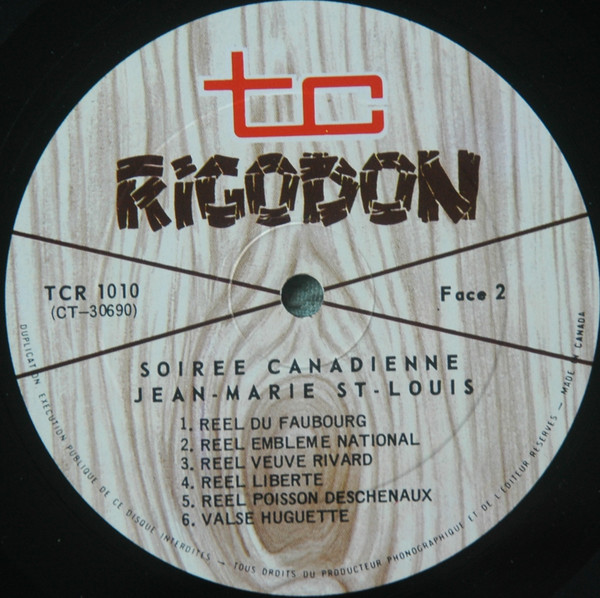 tc
RIGODON
TCR 1010
(CT-30690)
Face 2
SOIREE CANADIENNE
JEAN-MARIE ST-LOUIS
1. REEL DU FAUBOURG
2. REEL EMBLEME NATIONAL
3. REEL VEUVE RIVARD
4. REEL LIBERTE
5. REEL POISSON DESCHENAUX
6. VALSE HUGUETTE
DUPLICATION, EXECUTION PUBLIQUE DE CE DISQUE INTERDITES — TOUS DROITS DU PRODUCTEUR PHONOGRAPHIQUE ET DE L'EDITEUR RESERVES — MADE IN CANADA